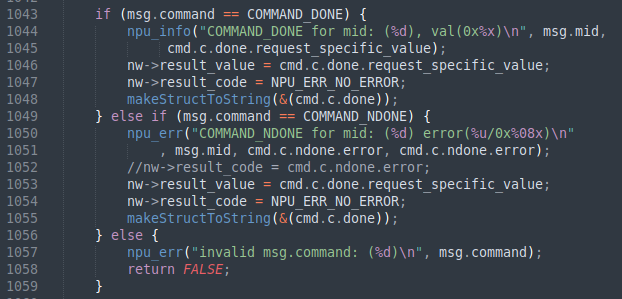 1043 if (msg.command == COMMAND_DONE) {
1044 npu_info("COMMAND_DONE for mid: (%d), val(0x%x)\n", msg.mid,
1045 cmd.c.done.request_specific_value);
1046 nw->result_value = cmd.c.done.request_specific_value;
1047 nw->result_code = NPU_ERR_NO_ERROR;
1048 makeStructToString(&(cmd.c.done));
1049 } else if (msg.command == COMMAND_NDONE) {
1050 npu_err("COMMAND_NDONE for mid: (%d) error(%u/0x%08x)\n"
1051 , msg.mid, cmd.c.ndone.error, cmd.c.ndone.error);
1052 //nw->result_code = cmd.c.ndone.error;
1053 nw->result_value = cmd.c.done.request_specific_value;
1054 nw->result_code = NPU_ERR_NO_ERROR;
1055 makeStructToString(&(cmd.c.done));
1056 } else {
1057 npu_err("invalid msg.command: (%d)\n", msg.command);
1058 return FALSE;
1059 }